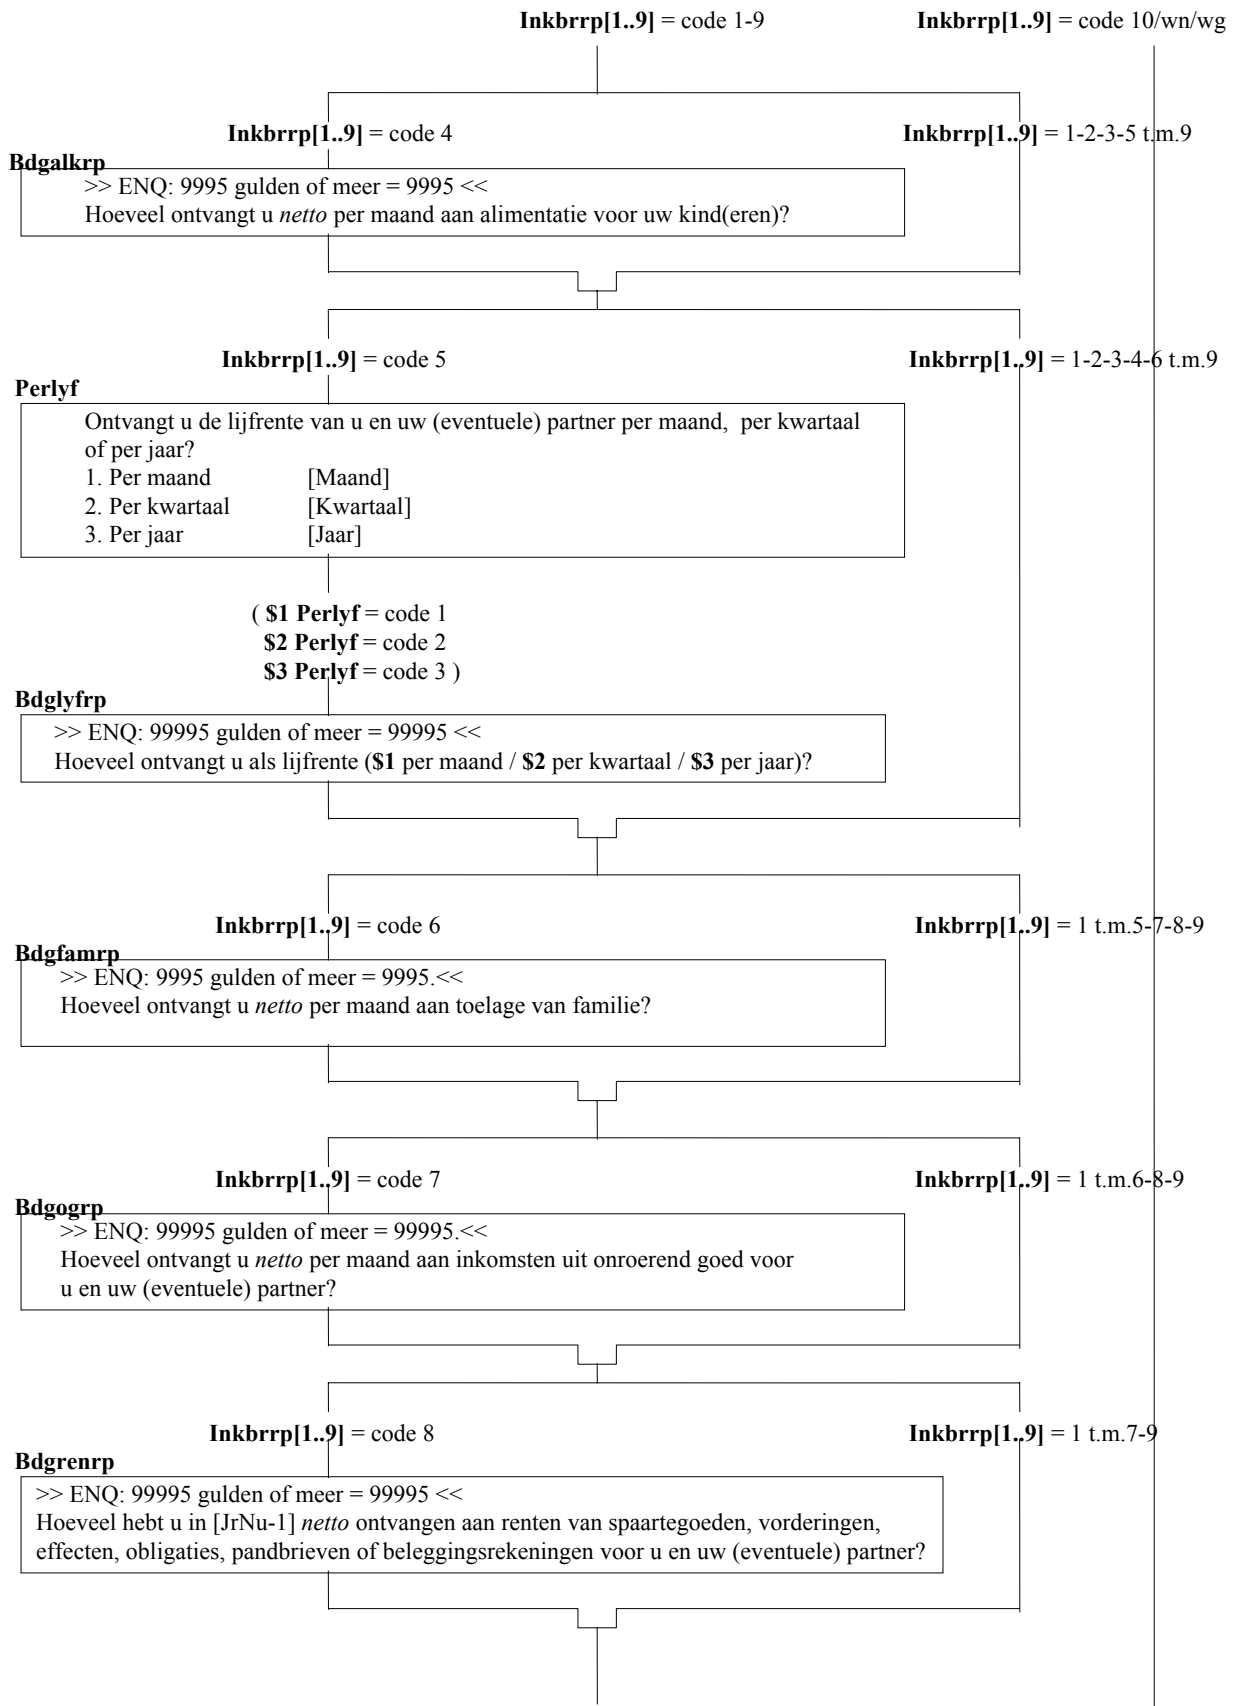 Inkbrrp[1..9] = code 1-9 Inkbrrp[1..9] = code 10/wn/wg
Inkbrrp[1..9] = code 4 Inkbrrp[1..9] = 1-2-3-5 t.m.9
Bdgalkrp
>> ENQ: 9995 gulden of meer = 9995 <<
Hoeveel ontvangt u netto per maand aan alimentatie voor uw kind(eren)?
Inkbrrp[1..9] = code 5 Inkbrrp[1..9] = 1-2-3-4-6 t.m.9
Perlyf
Ontvangt u de lijfrente van u en uw (eventuele) partner per maand, per kwartaal
of per jaar?
1. Per maand [Maand]
2. Per kwartaal [Kwartaal]
3. Per jaar [Jaar]
( $1 Perlyf = code 1
$2 Perlyf = code 2
$3 Perlyf = code 3 )
Bdglyfrp
>> ENQ: 99995 gulden of meer = 99995 <<
Hoeveel ontvangt u als lijfrente ($1 per maand / $2 per kwartaal / $3 per jaar)?
Inkbrrp[1..9] = code 6 Inkbrrp[1..9] = 1 t.m.5-7-8-9
Bdgfamrp
>> ENQ: 9995 gulden of meer = 9995.<<
Hoeveel ontvangt u netto per maand aan toelage van familie?
Inkbrrp[1..9] = code 7 Inkbrrp[1..9] = 1 t.m.6-8-9
Bdgogrp
>> ENQ: 99995 gulden of meer = 99995.<<
Hoeveel ontvangt u netto per maand aan inkomsten uit onroerend goed voor
u en uw (eventuele) partner?
Inkbrrp[1..9] = code 8 Inkbrrp[1..9] = 1 t.m.7-9
Bdgrenrp
>> ENQ: 99995 gulden of meer = 99995 <<
Hoeveel hebt u in [JrNu-1] netto ontvangen aan renten van spaartegoeden, vorderingen,
effecten, obligaties, pandbrieven of beleggingsrekeningen voor u en uw (eventuele) partner?